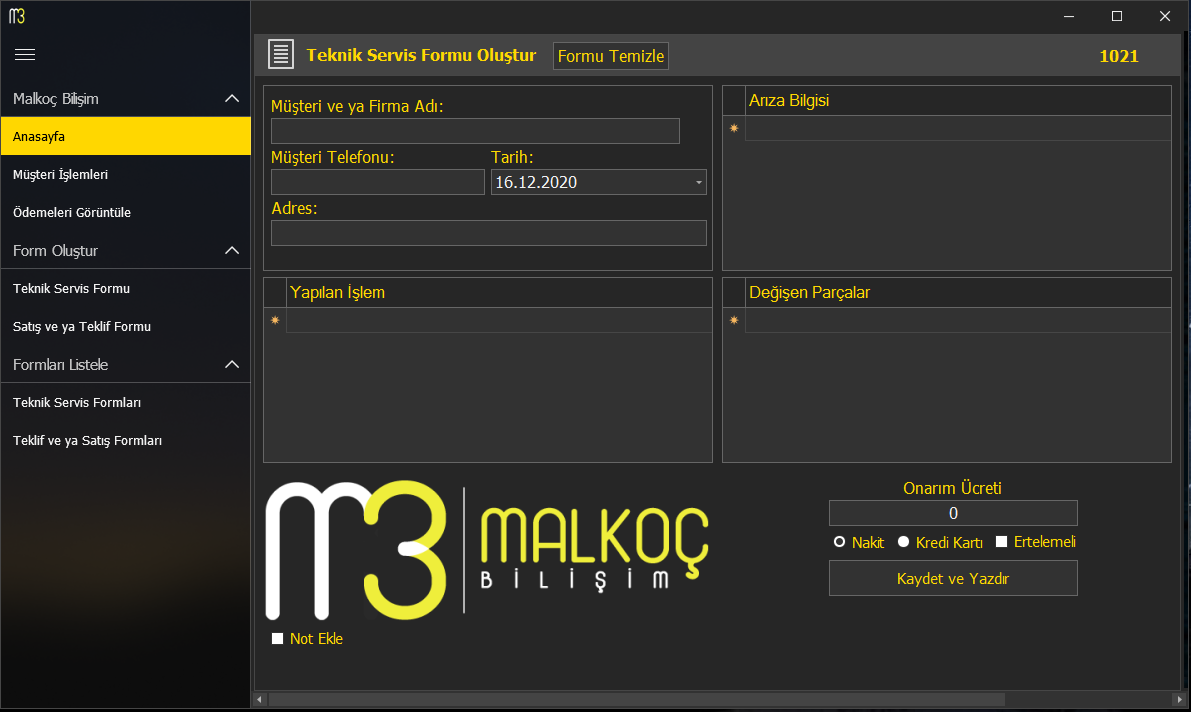 M3
Malkoç Bilişim
Anasayfa
Müşteri İşlemleri
Ödemeleri Görüntüle
Form Oluştur
Teknik Servis Formu
Satış ve ya Teklif Formu
Formları Listele
Teknik Servis Formları
Teklif ve ya Satış Formları
Teknik Servis Formu Oluştur
Formu Temizle
1021
Müşteri ve ya Firma Adı:
Müşteri Telefonu:
Tarih:
16.12.2020
Adres:
Arıza Bilgisi
Yapılan İşlem
Değişen Parçalar
M3
MALKOÇ
BİLİŞİM
Not Ekle
Onarım Ücreti
0
Nakit
Kredi Kartı
Ertelemeli
Kaydet ve Yazdır